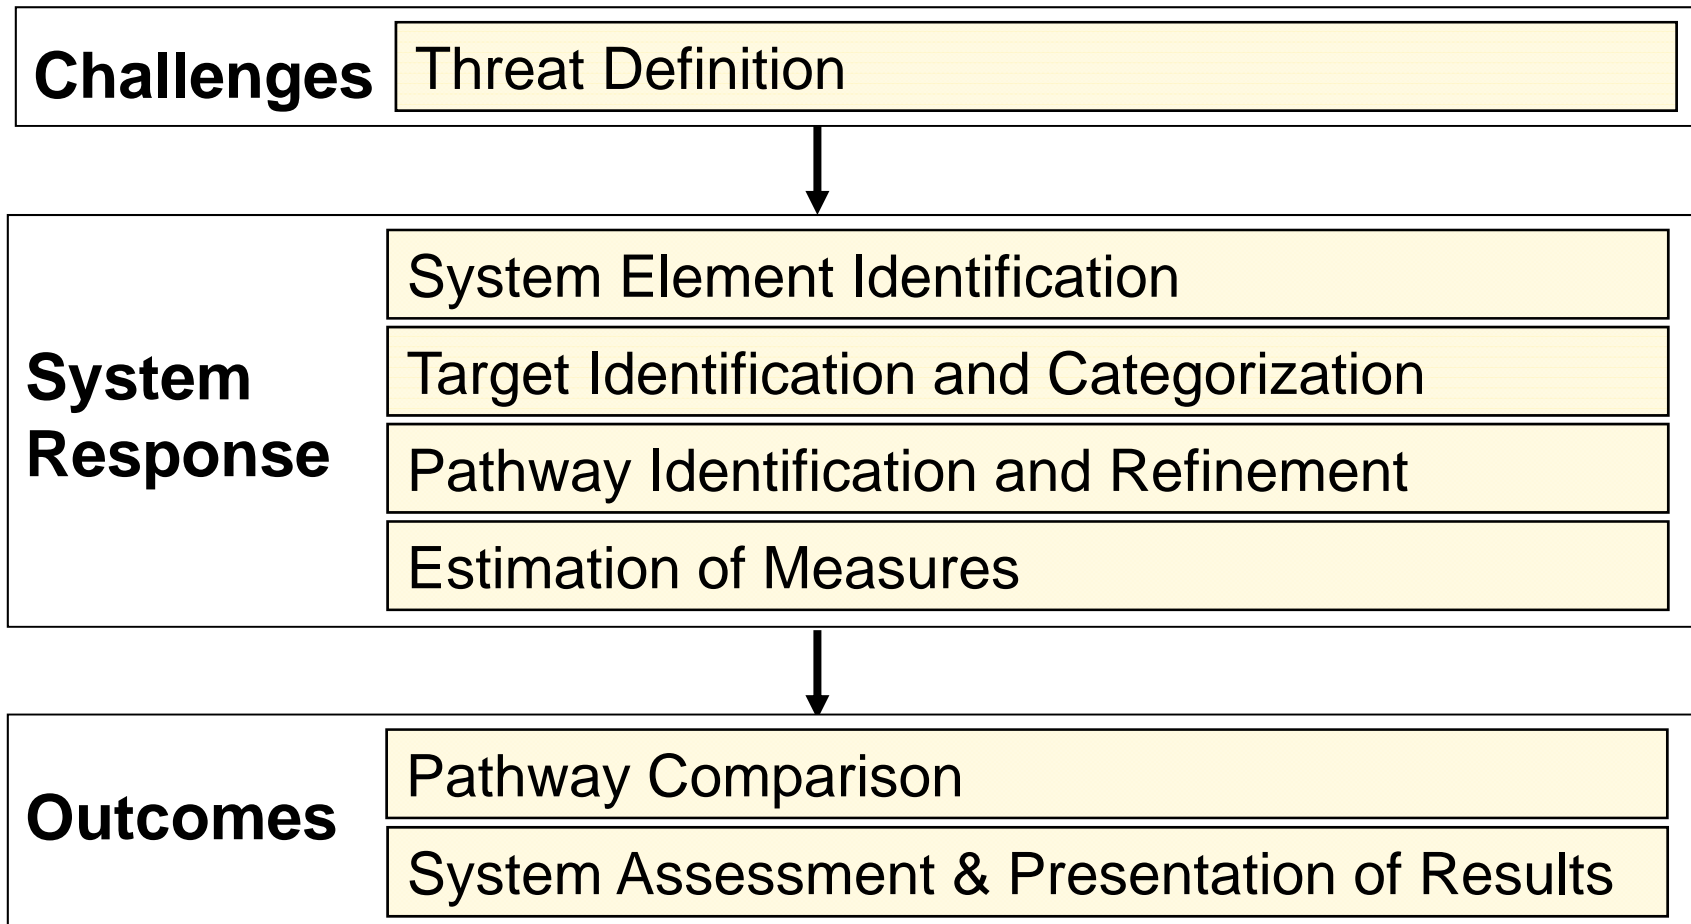 Challenges
Threat Definition
System
Response
System Element Identification
Target Identification and Categorization
Pathway Identification and Refinement
Estimation of Measures
Outcomes
Pathway Comparison
System Assessment & Presentation of Results